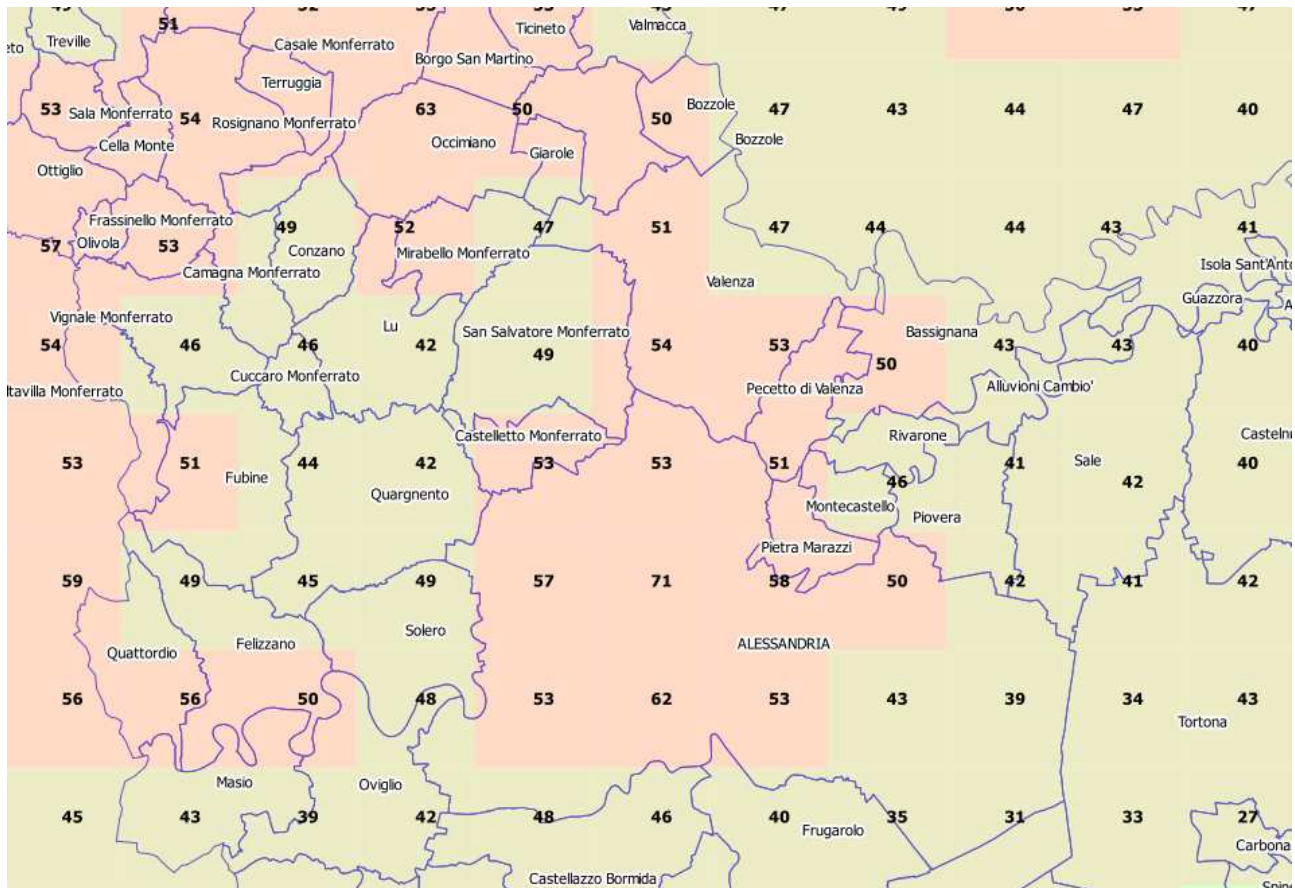 51
Treville
Casale Monferrato
Ticineto
Valmacca
Borgo San Martino
Terruggia
53
Sala Monferrato
54
Rosignano Monferrato
63
50
50
Bozzole
47
43
44
47
40
Cella Monte
Occimiano
Giarole
Bozzole
Ottiglio
Frassinello Monferrato
49
52
47
51
47
44
44
43
41
57
Olivola
53
Conzano
Mirabello Monferrato
Camagna Monferrato
Valenza
Isola Sant'Anto
Guazzora
Vignale Monferrato
Lu
San Salvatore Monferrato
Bassignana
54
46
46
42
49
54
53
50
43
43
40
Cuccaro Monferrato
Pecetto di Valenza
Alluvioni Cambio'
ltavilla Monferrato
Castelletto Monferrato
Rivarone
Casteln
53
51
Fubine
44
42
53
53
51
46
41
Sale
42
40
Quargnento
Montecastello
Piovera
Pietra Marazzi
59
49
45
49
57
71
58
50
42
41
42
Quattordio
Felizzano
Solero
ALESSANDRIA
56
56
50
48
53
62
53
43
39
34
43
Tortona
Masio
Oviglio
45
43
39
42
48
46
40
Frugarolo
35
31
33
27
Carbona
Castellazzo Bormida